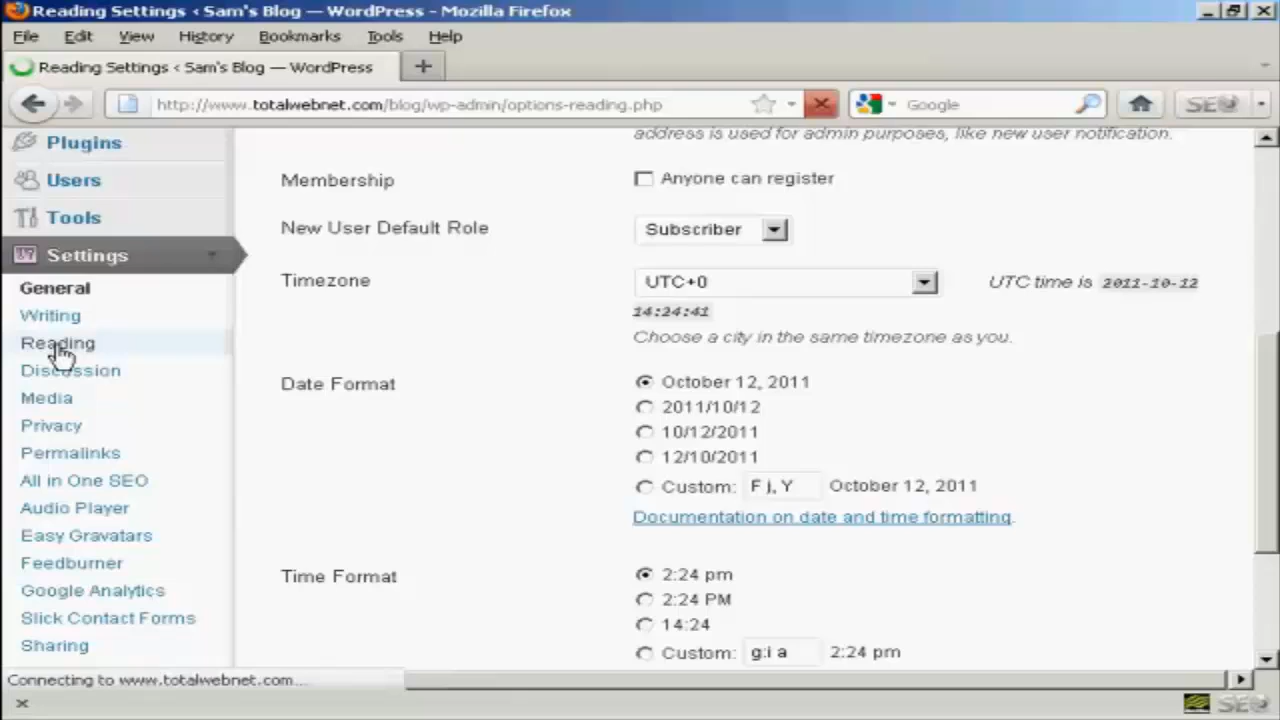 Reading Settings < Sam's Blog — WordPress - Mozilla Firefox
File Edit View History Bookmarks Tools Help
Reading Settings < Sam's Blog — WordPress
http://www.totalwebnet.com/blog/wp-admin/options-reading.php Google SEO
address is used for admin purposes, like new user notification.
Plugins
Membership Anyone can register
Users
Tools
New User Default Role Subscriber
Settings
Timezone UTC+0 UTC time is 2011-10-12
14:24:41
General
Choose a city in the same timezone as you.
Writing
Reading
Discussion
Date Format October 12, 2011
Media 2011/10/12
Privacy 10/12/2011
Permalinks 12/10/2011
All in One SEO Custom: F j, Y October 12, 2011
Audio Player Documentation on date and time formatting.
Easy Gravatars
Feedburner
Time Format 2:24 pm
Google Analytics 2:24 PM
Slick Contact Forms 14:24
Sharing Custom: g:i a 2:24 pm
Connecting to www.totalwebnet.com...
SEO